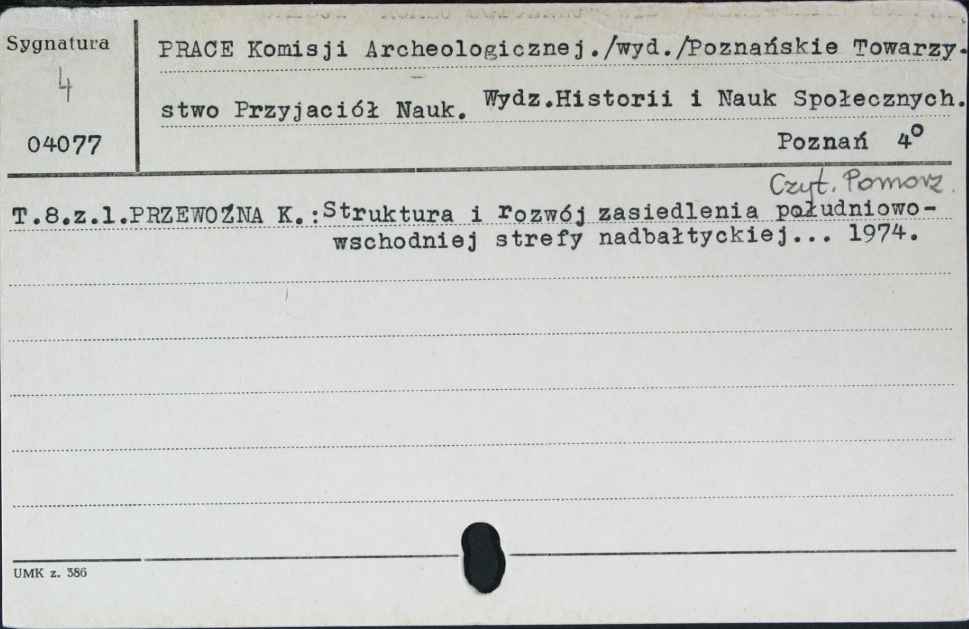 Sygnatura
4
04077
PRACE Komisji Archeologicznej./wyd./Poznańskie Towarzy-
stwo Przyjaciół Nauk. Wydz.Historii i Nauk Społecznych.
Poznań 4º
Czyt. Pomorz.
T.8.z.1.PRZEWOŹNA K.:Struktura i rozwój zasiedlenia południowo-
wschodniej strefy nadbałtyckiej... 1974.
UMK z. 386